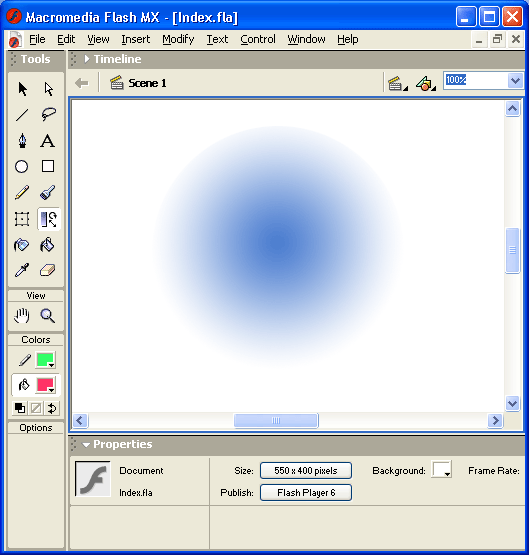 Macromedia Flash MX - [Index.fla]
File Edit View Insert Modify Text Control Window Help
Tools
Timeline
Scene 1
100%
A
View
Colors
Options
Properties
Document
Size: 550 x 400 pixels Background: Frame Rate:
Index.fla
Publish: Flash Player 6